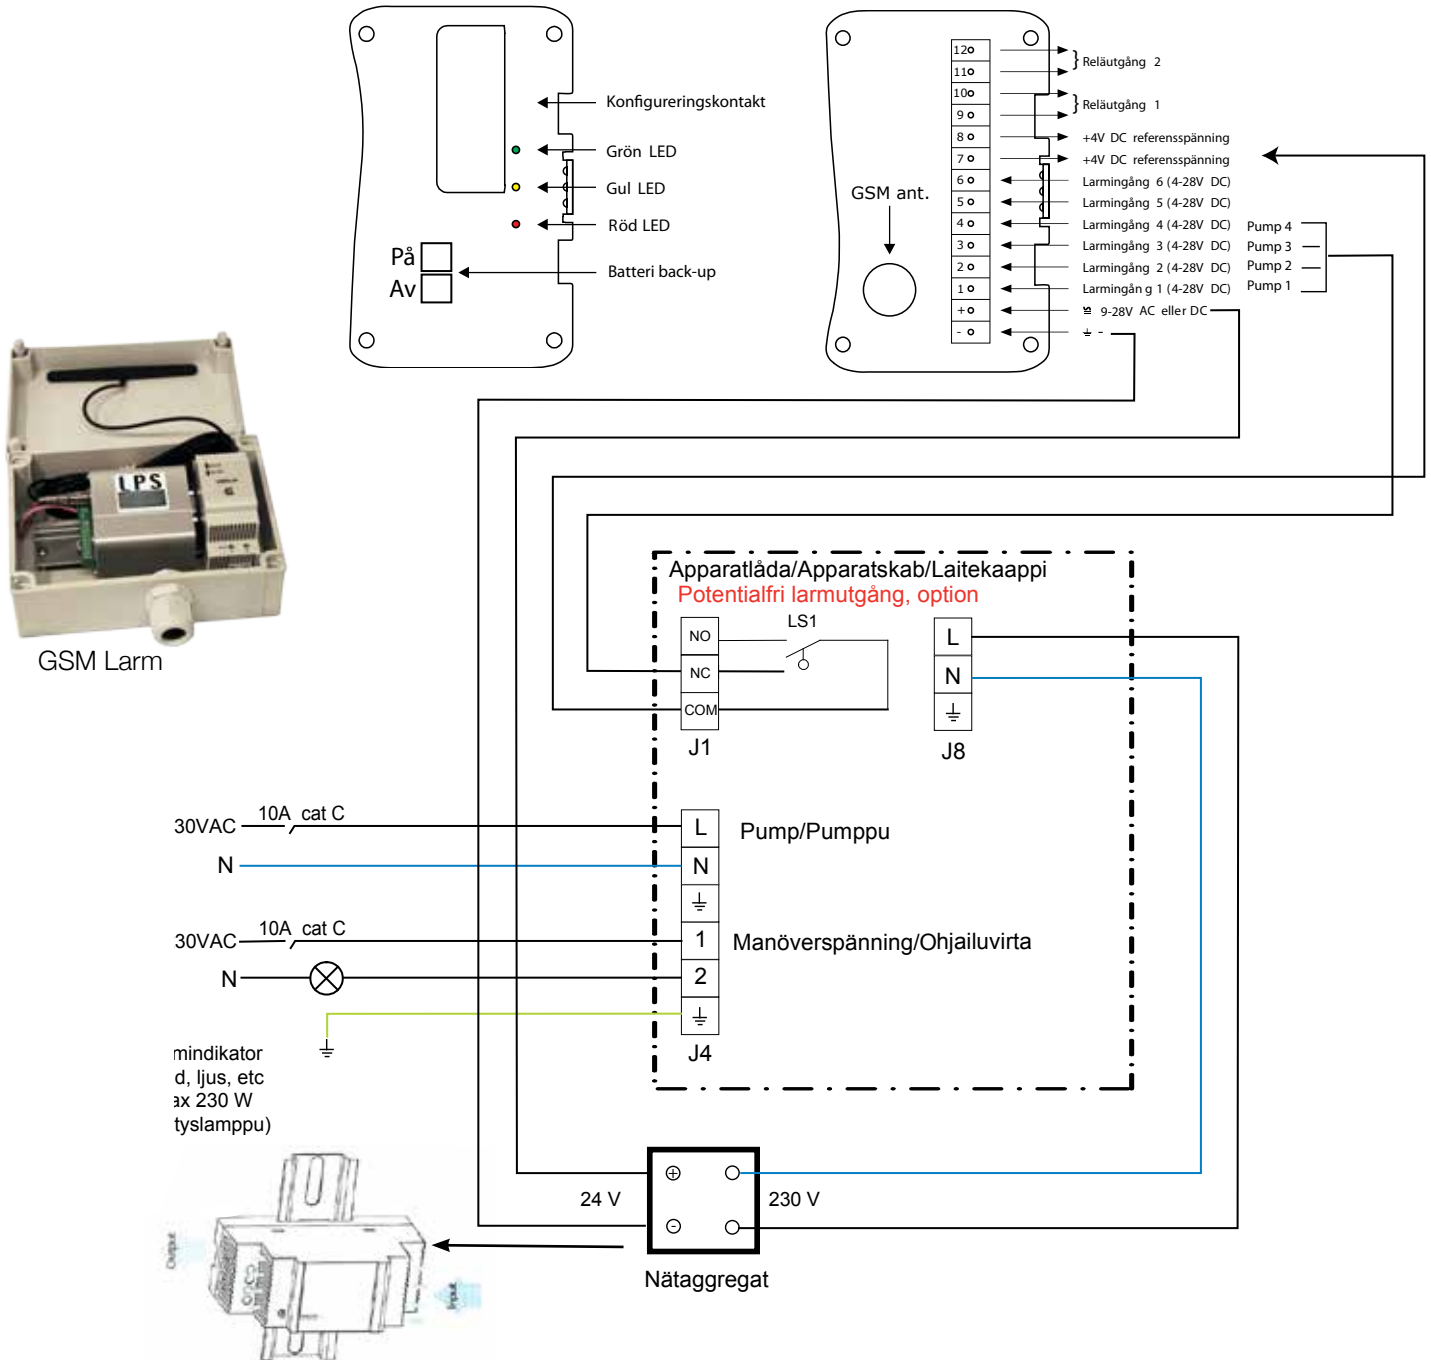 Konfigureringskontakt
Grön LED
Gul LED
Röd LED
På
Av
Batteri back-up
GSM ant.
12
11
10
9
8
7
6
5
4
3
2
1
+
-
Reläutgång 2
Reläutgång 1
+4V DC referensspänning
+4V DC referensspänning
Larmingång 6 (4-28V DC)
Larmingång 5 (4-28V DC)
Larmingång 4 (4-28V DC)
Larmingång 3 (4-28V DC)
Larmingång 2 (4-28V DC)
Larmingån g 1 (4-28V DC)
9-28V AC eller DC
-
Pump 4
Pump 3
Pump 2
Pump 1
LPS
GSM Larm
Apparatlåda/Apparatskab/Laitekaappi
Potentialfri larmutgång, option
LS1
NO
NC
COM
J1
L
N
J8
30VAC 10A cat C
N
30VAC 10A cat C
N
L
N
1
2
J4
Pump/Pumppu
Manöverspänning/Ohjailuvirta
mindikator
d, ljus, etc
ax 230 W
tyslamppu)
24 V
+
-
230 V
Nätaggregat
Output
Input